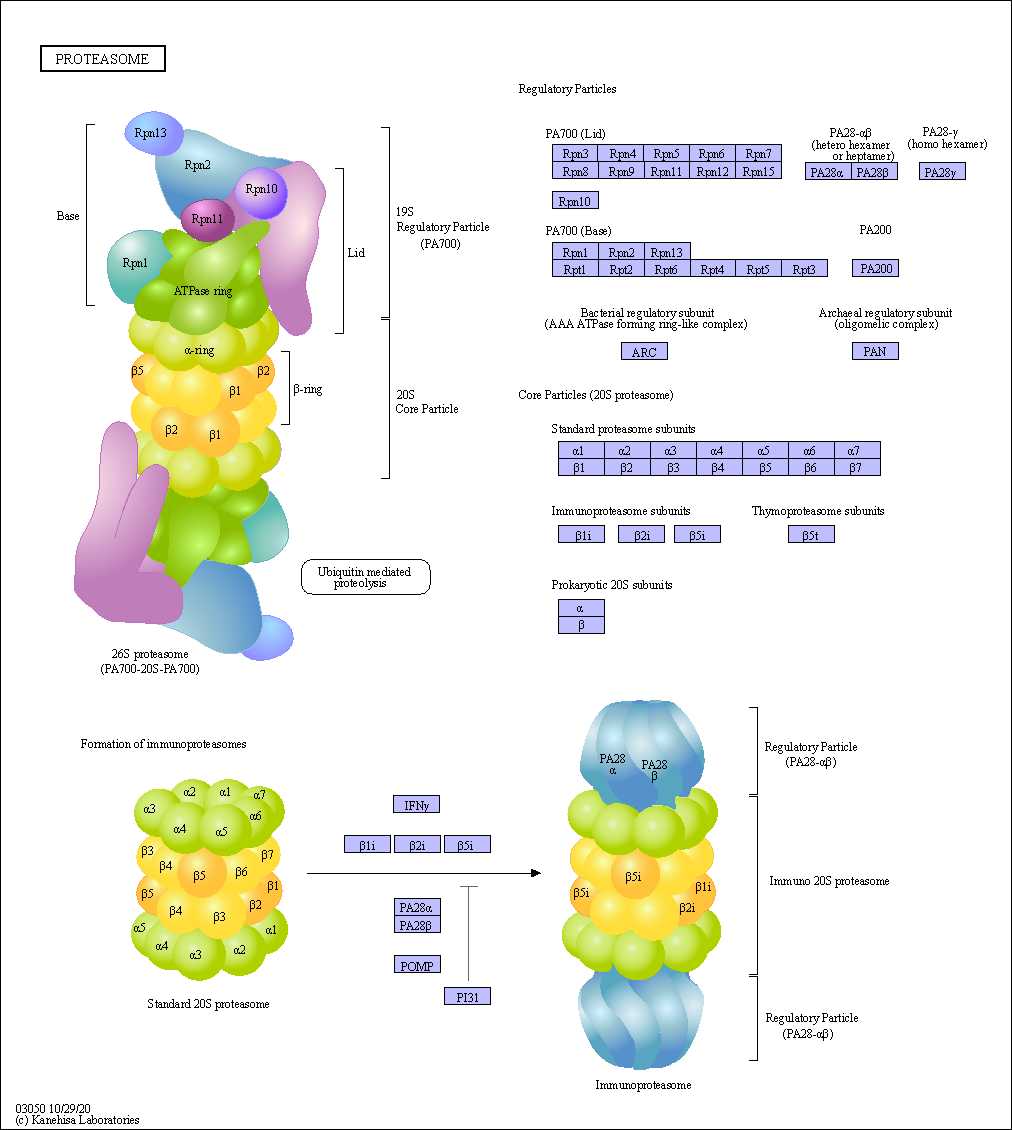 PROTEASOME
Rpn13
Rpn2
Rpn10
Rpn11
Rpn1
ATPase ring
α-ring
β5
β2
β1
β2
β1
Base
Lid
β-ring
19S
Regulatory Particle
(PA700)
20S
Core Particle
Ubiquitin mediated
proteolysis
26S proteasome
(PA700-20S-PA700)
Regulatory Particles
PA700 (Lid)
Rpn3 Rpn4 Rpn5 Rpn6 Rpn7
Rpn8 Rpn9 Rpn11 Rpn12 Rpn15
Rpn10
PA28-αβ
(hetero hexamer
or heptamer)
PA28α PA28β
PA28-γ
(homo hexamer)
PA28γ
PA700 (Base)
Rpn1 Rpn2 Rpn13
Rpt1 Rpt2 Rpt6 Rpt4 Rpt5 Rpt3
PA200
PA200
Bacterial regulatory subunit
(AAA ATPase forming ring-like complex)
ARC
Archaeal regulatory subunit
(oligomelic complex)
PAN
Core Particles (20S proteasome)
Standard proteasome subunits
α1 α2 α3 α4 α5 α6 α7
β1 β2 β3 β4 β5 β6 β7
Immunoproteasome subunits
β1i β2i β5i
Thymoproteasome subunits
β5t
Prokaryotic 20S subunits
α
β
Formation of immunoproteasomes
α2 α1 α7
α3 α6
α4 α5
β3 β7
β4 β6
β5
β5 β1
β4 β3 β2
α5 α1
α4 α3 α2
Standard 20S proteasome
IFNγ
β1i β2i β5i
PA28α
PA28β
POMP
PI31
PA28
α
PA28
β
β5i
β5i
β1i
β2i
Immunoproteasome
Regulatory Particle
(PA28-αβ)
Immuno 20S proteasome
Regulatory Particle
(PA28-αβ)
03050 10/29/20
(c) Kanehisa Laboratories